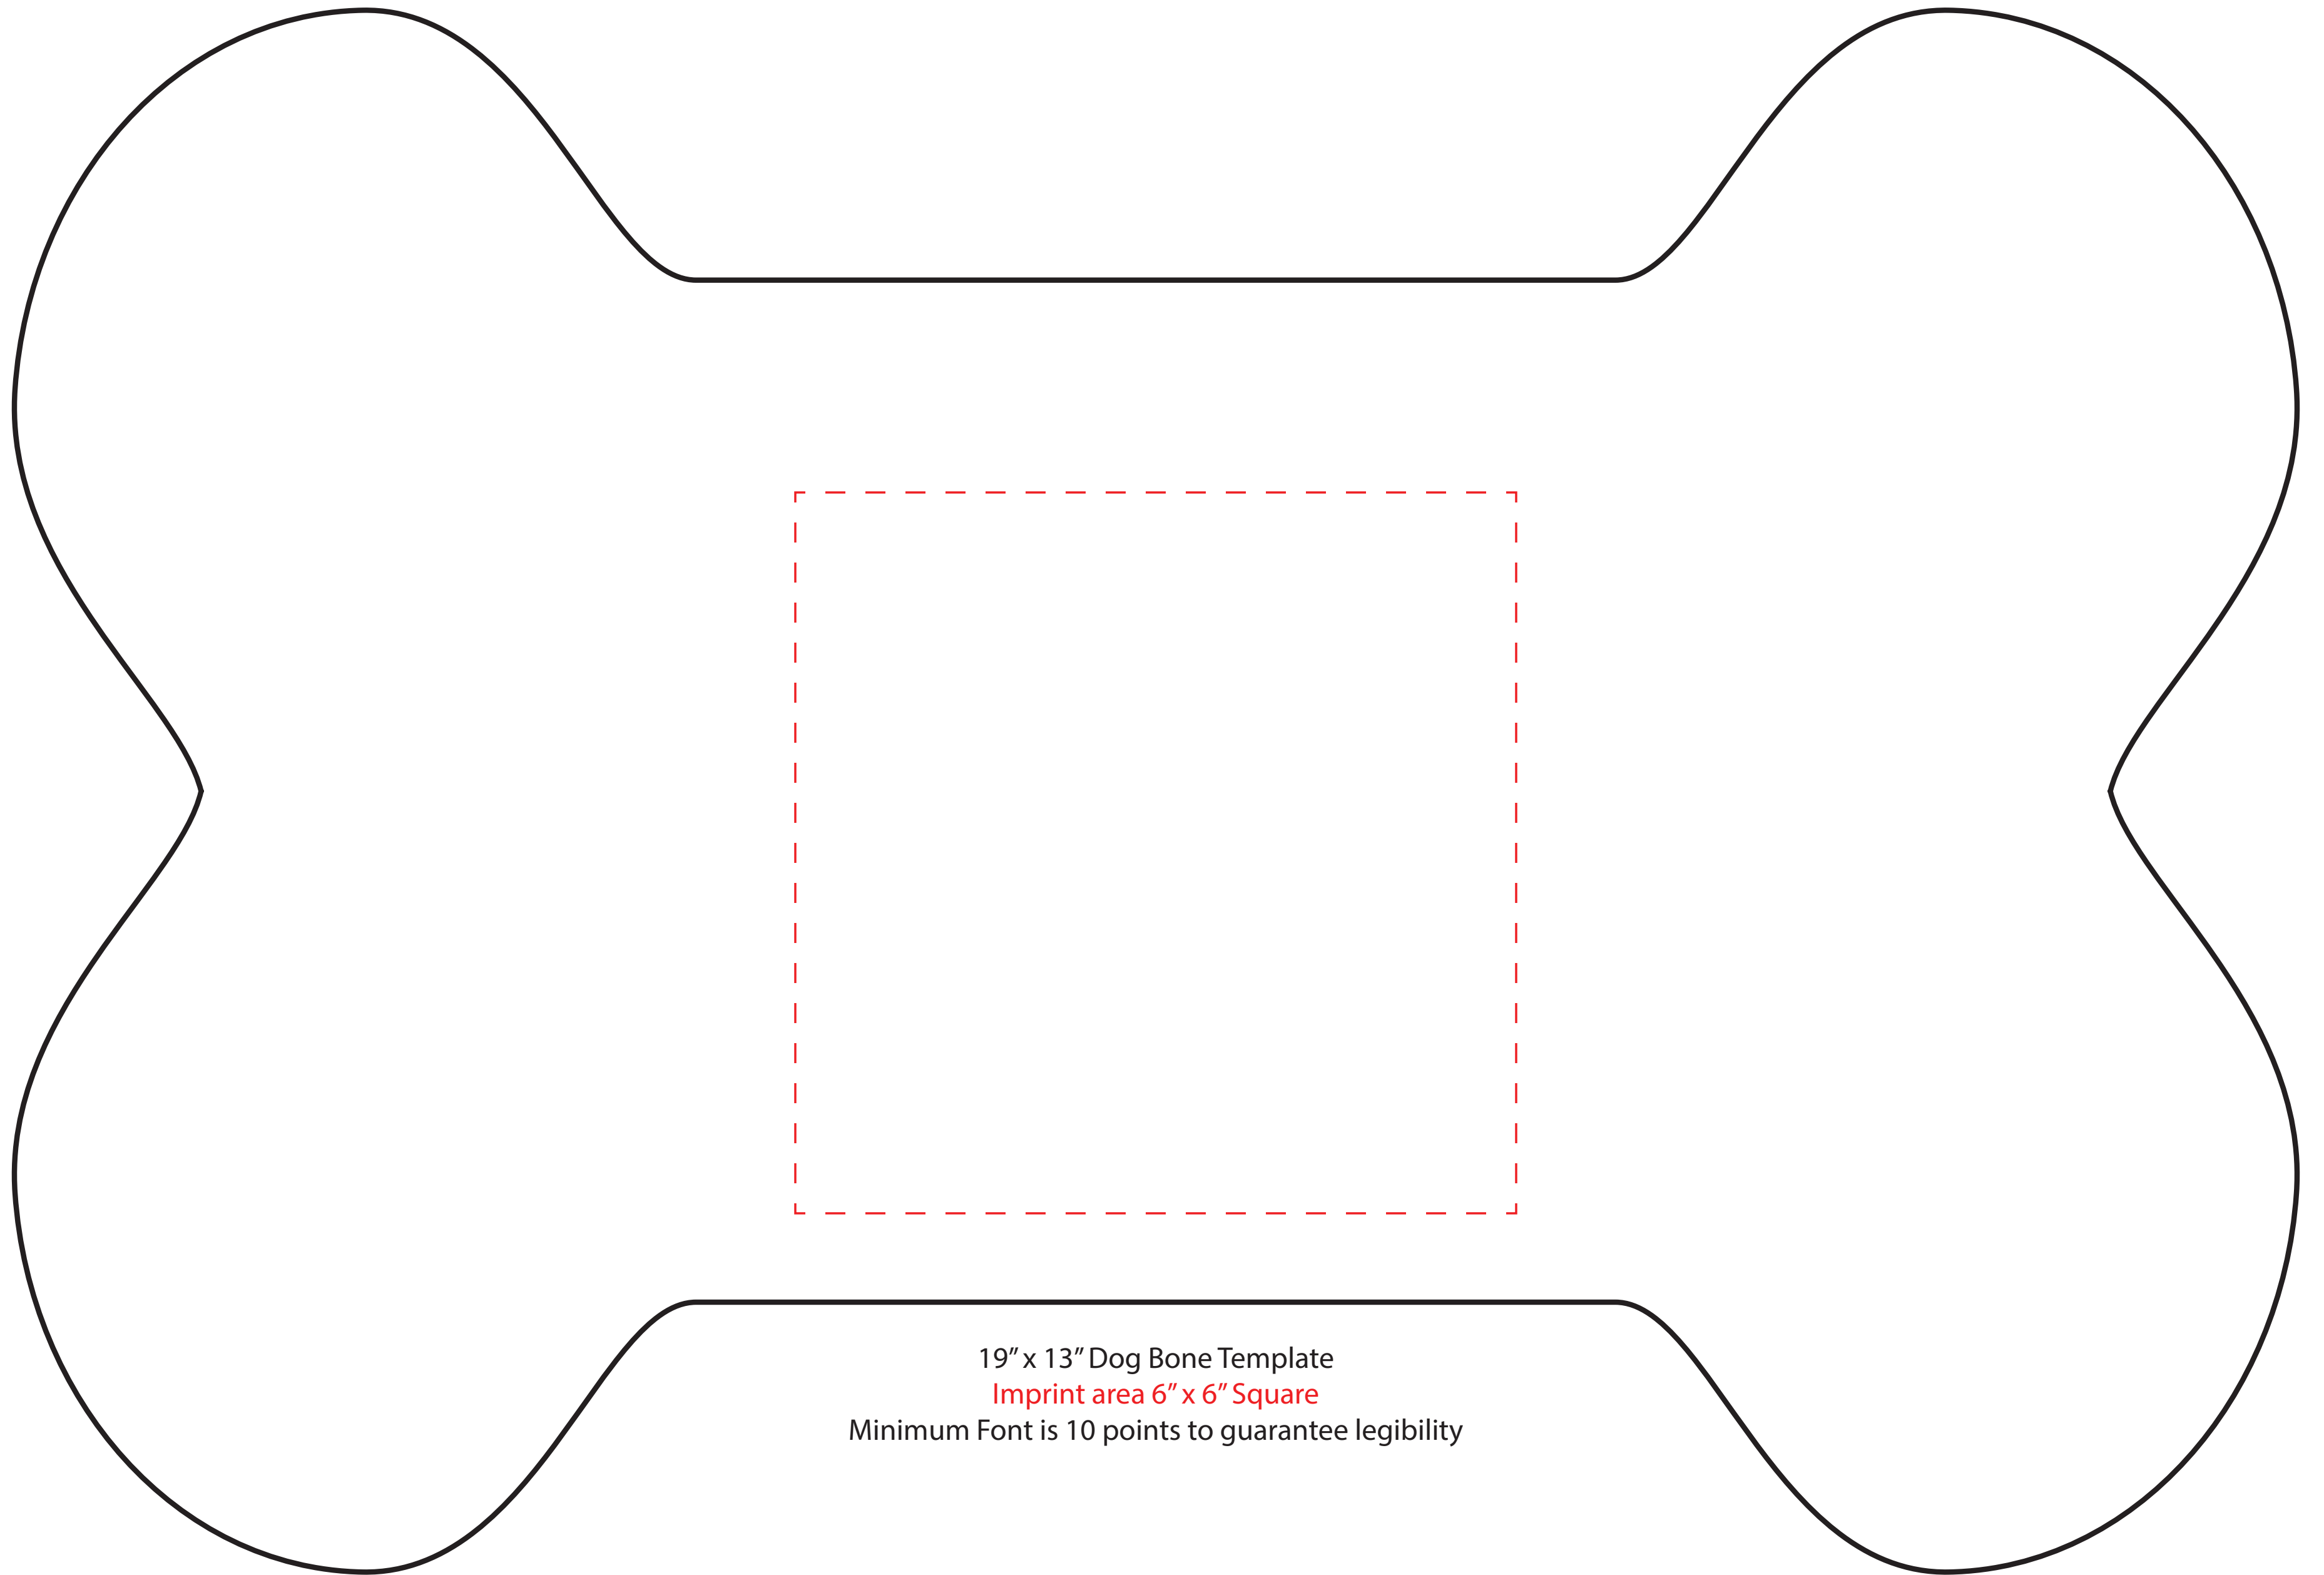 19” x 13” Dog Bone Template
Imprint area 6” x 6” Square
Minimum Font is 10 points to guarantee legibility